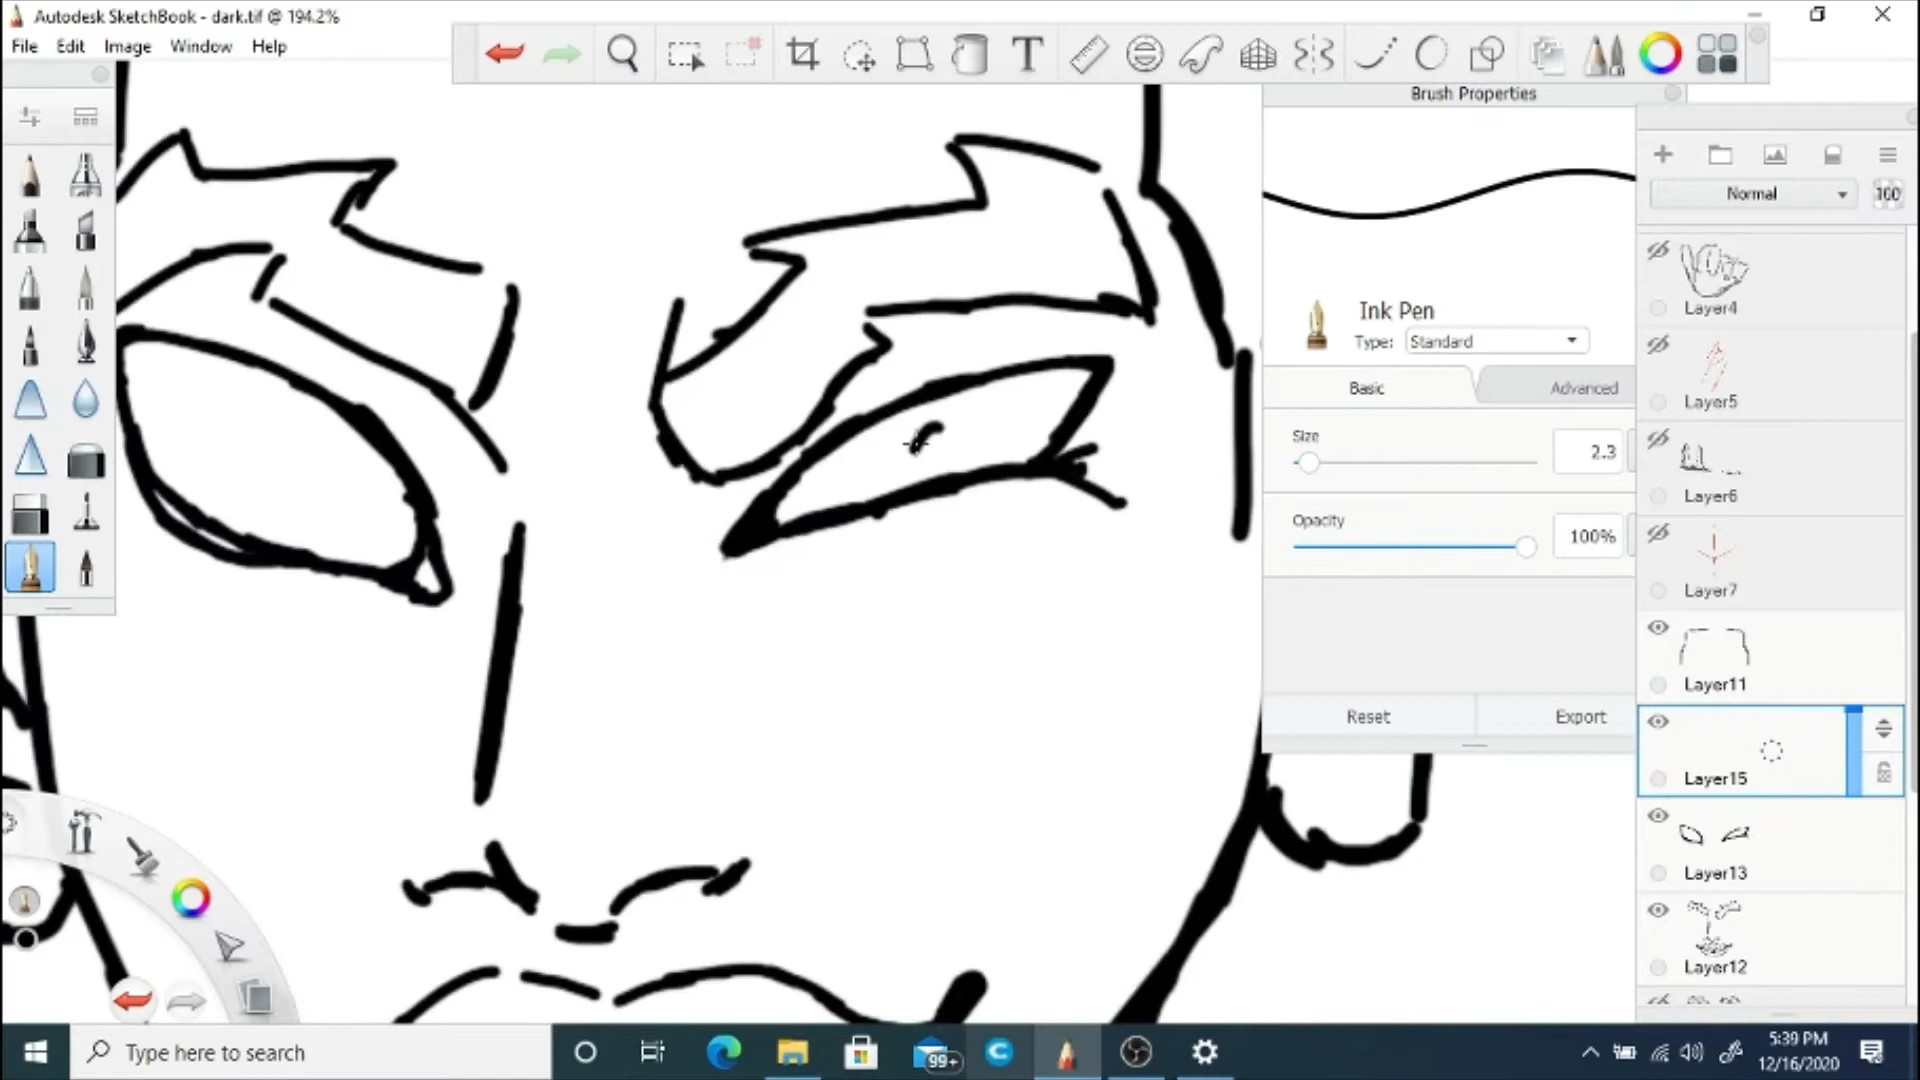 Autodesk SketchBook - dark.tif @ 194.2%
File Edit Image Window Help
T
Brush Properties
Normal 100
Ink Pen
Type: Standard
Basic Advanced
Size
2.3
Opacity
100%
Reset Export
Layer4
Layer5
Layer6
Layer7
Layer11
Layer15
Layer13
Layer12
Type here to search
99+
5:39 PM
12/16/2020